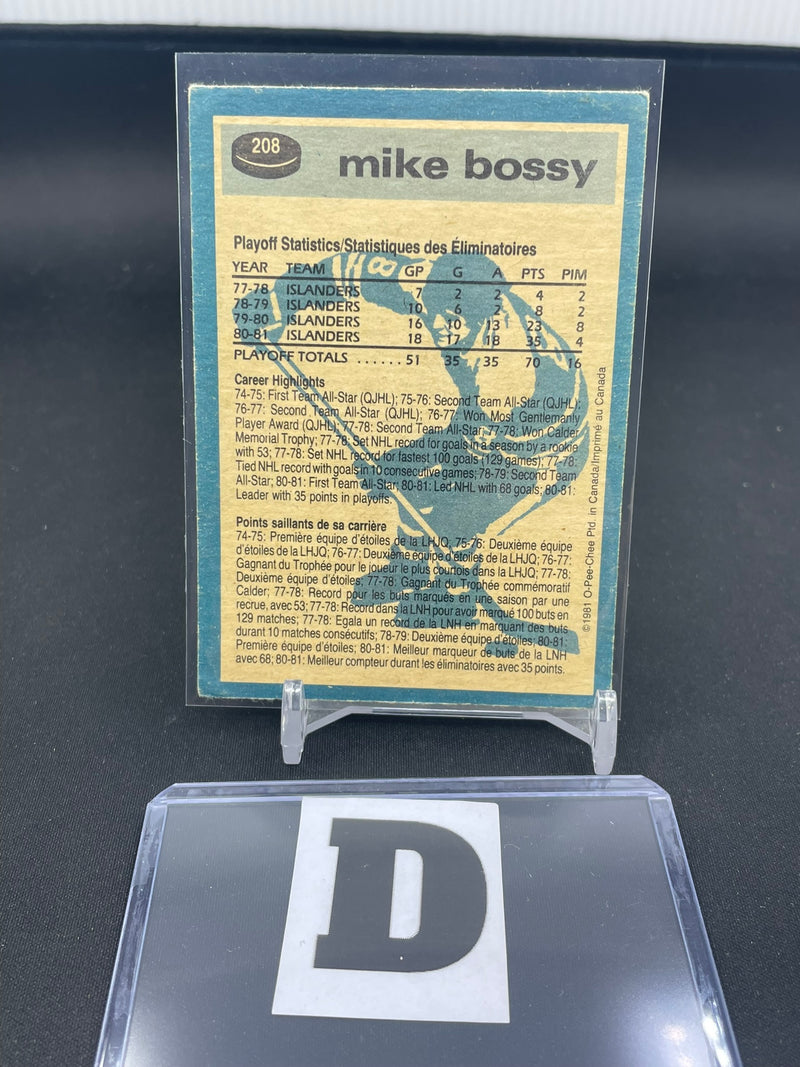 208
mike bossy
Playoff Statistics/Statistiques des Éliminatoires
YEAR TEAM GP G A PTS PIM
77-78 ISLANDERS 7 2 2 4 2
78-79 ISLANDERS 10 6 2 8 2
79-80 ISLANDERS 16 10 13 23 8
80-81 ISLANDERS 18 17 18 35 4
PLAYOFF TOTALS ...... 51 35 35 70 16
Career Highlights
74-75: First Team All-Star (QJHL); 75-76: Second Team All-Star (QJHL);
76-77: Second Team All-Star (QJHL); 76-77: Won Most Gentlemanly
Player Award (QJHL); 77-78: Second Team All-Star; 77-78: Won Calder
Memorial Trophy; 77-78: Set NHL record for goals in a season by a rookie
with 53; 77-78: Set NHL record for fastest 100 goals (129 games); 77-78:
Tied NHL record with goals in 10 consecutive games; 78-79: Second Team
All-Star; 80-81: First Team All-Star; 80-81: Led NHL with 68 goals; 80-81:
Leader with 35 points in playoffs.
Points saillants de sa carrière
74-75: Première équipe d'étoiles de la LHJQ; 75-76: Deuxième équipe
d'étoiles de la LHJQ; 76-77: Deuxième équipe d'étoiles de la LHJQ; 76-77:
Gagnant du Trophée pour le joueur le plus courtois dans la LHJQ; 77-78:
Deuxième équipe d'étoiles; 77-78: Gagnant du Trophée commémoratif
Calder; 77-78: Record pour les buts marqués en une saison par une
recrue, avec 53; 77-78: Record dans la LNH pour avoir marqué 100 buts en
129 matches; 77-78: Egala un record de la LNH en marquant des buts
durant 10 matches consécutifs; 78-79: Deuxième équipe d'étoiles; 80-81:
Première équipe d'étoiles; 80-81: Meilleur marqueur de buts de la LNH
avec 68; 80-81: Meilleur compteur durant les éliminatoires avec 35 points.
©1981 O-Pee-Chee Ptd. in Canada/Imprimé au Canada
D